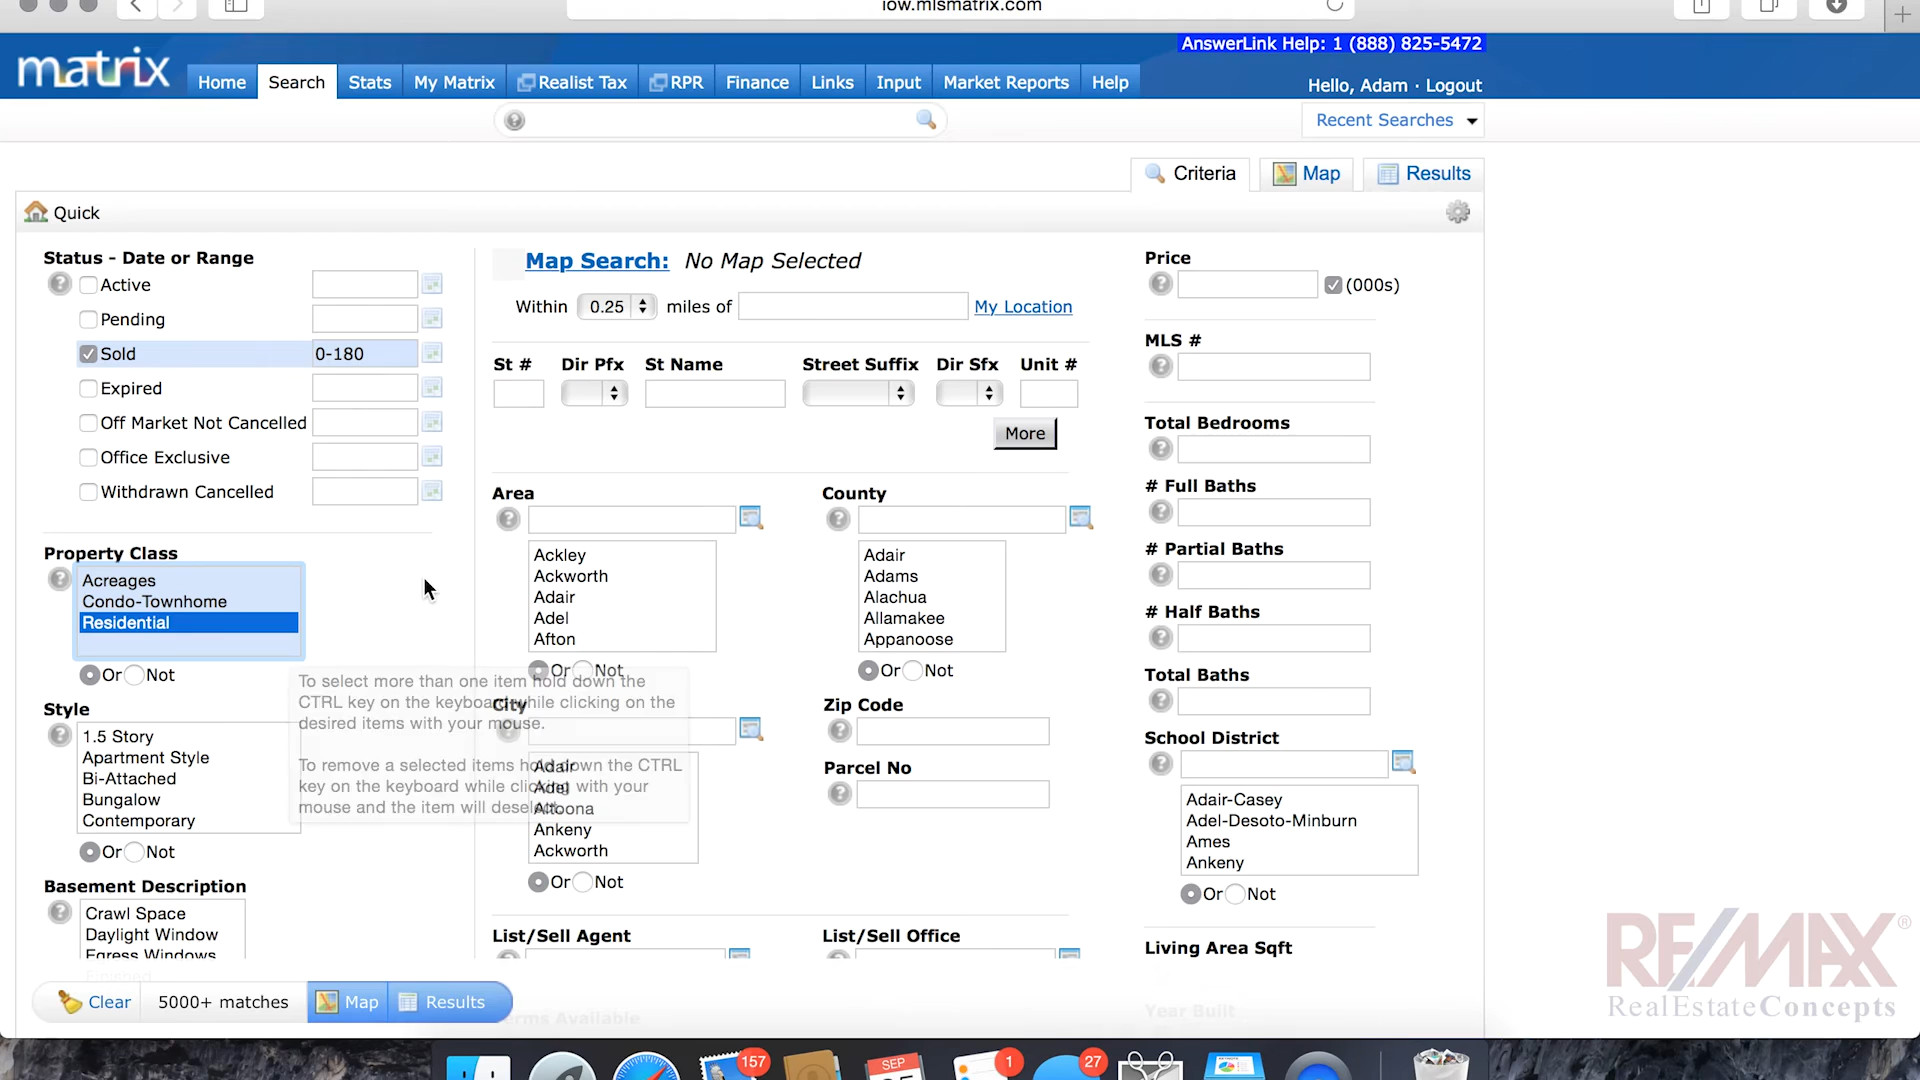 iow.mlsmatrix.com
AnswerLink Help: 1 (888) 825-5472
matrix
Home Search Stats My Matrix Realist Tax RPR Finance Links Input Market Reports Help
Hello, Adam · Logout
Recent Searches
Criteria Map Results
Quick
Status - Date or Range
Active
Pending
Sold 0-180
Expired
Off Market Not Cancelled
Office Exclusive
Withdrawn Cancelled
Property Class
Acreages
Condo-Townhome
Residential
Or Not
Style
1.5 Story
Apartment Style
Bi-Attached
Bungalow
Contemporary
Or Not
Basement Description
Crawl Space
Daylight Window
Egress Windows
Finished
To select more than one item hold down the
CTRL key on the keyboard while clicking on the
desired items with your mouse.
To remove a selected items hold down the CTRL
key on the keyboard while clicking with your
mouse and the item will deselect.
Map Search: No Map Selected
Within 0.25 miles of My Location
St # Dir Pfx St Name Street Suffix Dir Sfx Unit #
More
Area
Ackley
Ackworth
Adair
Adel
Afton
Or Not
City
Adair
Adel
Altoona
Ankeny
Ackworth
Or Not
County
Adair
Adams
Alachua
Allamakee
Appanoose
Or Not
Zip Code
Parcel No
List/Sell Agent
List/Sell Office
Price
(000s)
MLS #
Total Bedrooms
# Full Baths
# Partial Baths
# Half Baths
Total Baths
School District
Adair-Casey
Adel-Desoto-Minburn
Ames
Ankeny
Or Not
Living Area Sqft
Year Built
Terms Available
Clear 5000+ matches Map Results
RE/MAX®
RealEstateConcepts
157
SEP
1
27